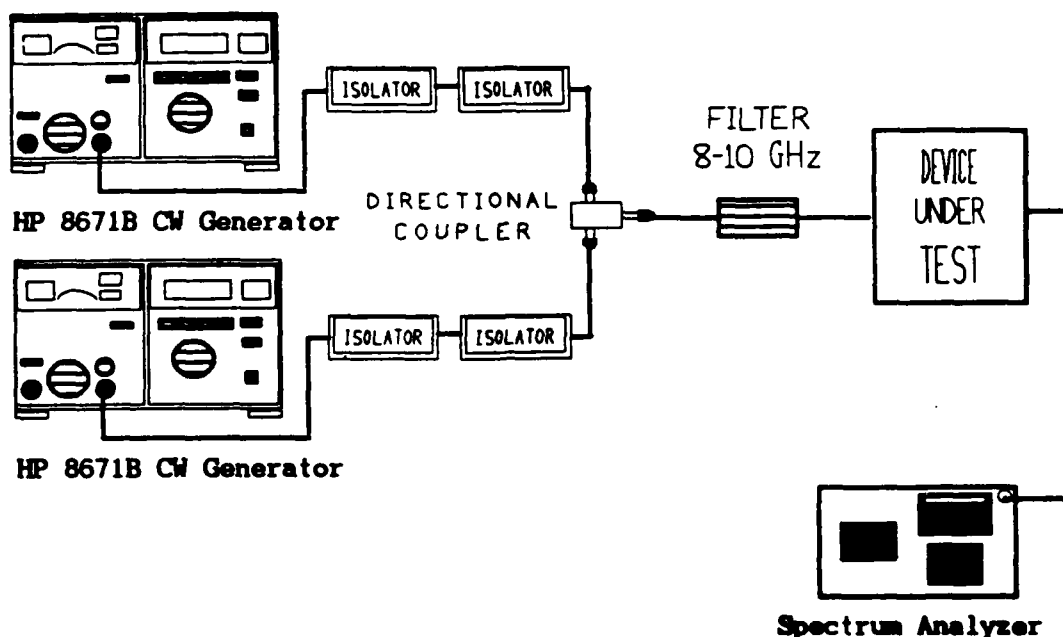 ISOLATOR
ISOLATOR
HP 8671B CW Generator
DIRECTIONAL
COUPLER
FILTER
8-10 GHz
DEVICE
UNDER
TEST
ISOLATOR
ISOLATOR
HP 8671B CW Generator
Spectrum Analyzer